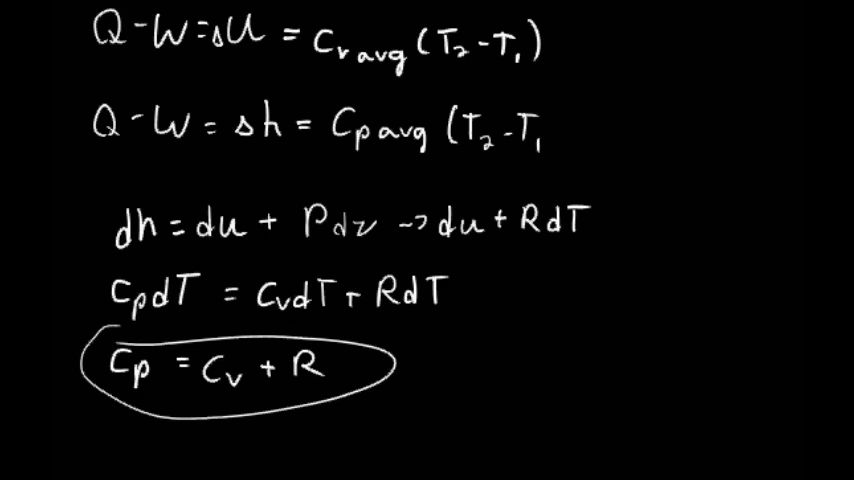 Q-W=ΔU = Cv avg (T2-T1)
Q-W = Δh = Cp avg (T2-T1
dh = du + Pdv → du + RdT
CpdT = CvdT + RdT
Cp = Cv + R